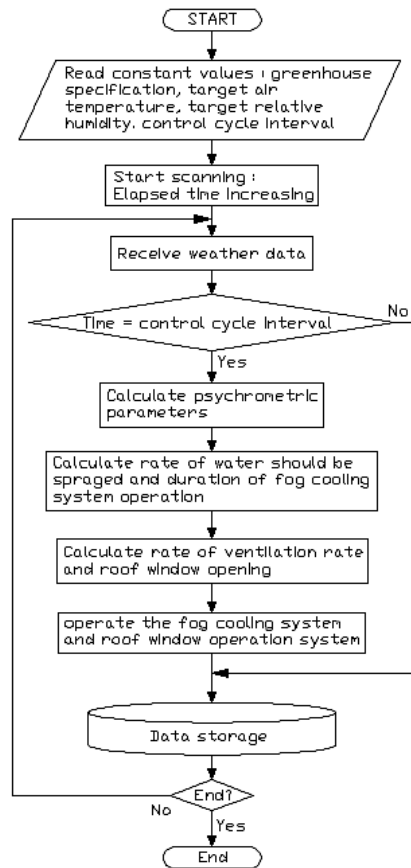 START
Read constant values : greenhouse
specification, target air
temperature, target relative
humidity. control cycle interval
Start scanning :
Elapsed time increasing
Receive weather data
Time = control cycle interval
No
Yes
Calculate psychrometric
parameters
Calculate rate of water should be
spraged and duration of fog cooling
system operation
Calculate rate of ventilation rate
and roof window opening
operate the fog cooling system
and roof window operation system
Data storage
End?
No
Yes
End